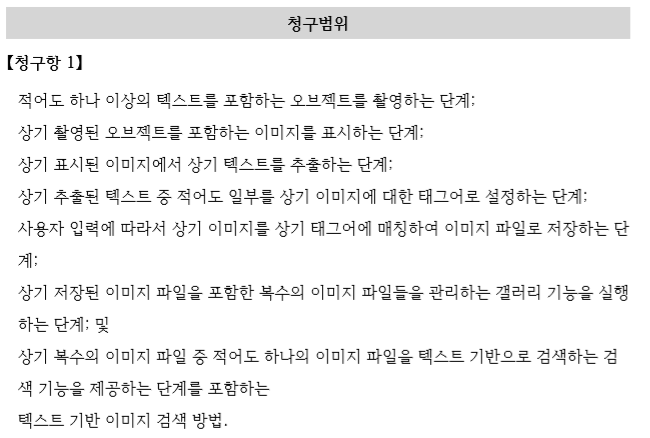 청구범위
【청구항 1】
적어도 하나 이상의 텍스트를 포함하는 오브젝트를 촬영하는 단계;
상기 촬영된 오브젝트를 포함하는 이미지를 표시하는 단계;
상기 표시된 이미지에서 상기 텍스트를 추출하는 단계;
상기 추출된 텍스트 중 적어도 일부를 상기 이미지에 대한 태그어로 설정하는 단계;
사용자 입력에 따라서 상기 이미지를 상기 태그어에 매칭하여 이미지 파일로 저장하는 단
계;
상기 저장된 이미지 파일을 포함한 복수의 이미지 파일들을 관리하는 갤러리 기능을 실행
하는 단계; 및
상기 복수의 이미지 파일 중 적어도 하나의 이미지 파일을 텍스트 기반으로 검색하는 검
색 기능을 제공하는 단계를 포함하는
텍스트 기반 이미지 검색 방법.